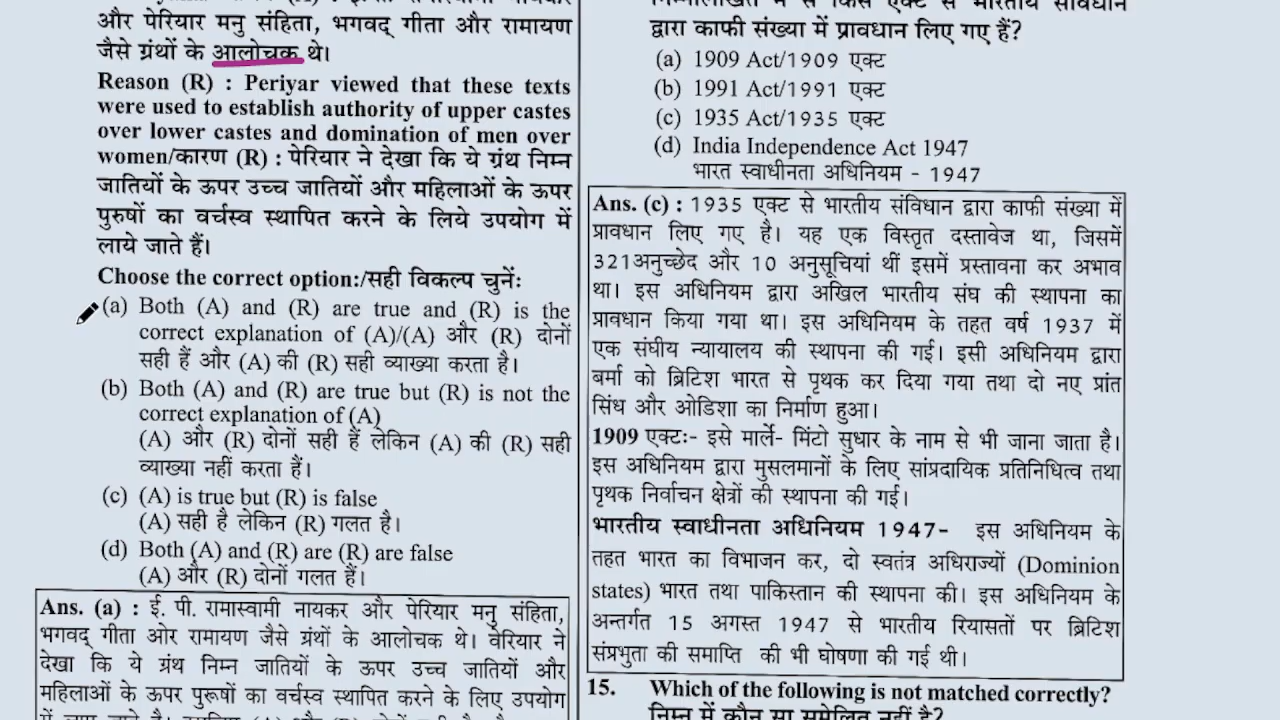 और पेरियार मनु संहिता, भगवद् गीता और रामायण
जैसे ग्रंथों के आलोचक थे।
Reason (R) : Periyar viewed that these texts
were used to establish authority of upper castes
over lower castes and domination of men over
women/कारण (R) : पेरियार ने देखा कि ये ग्रंथ निम्न
जातियों के ऊपर उच्च जातियों और महिलाओं के ऊपर
पुरुषों का वर्चस्व स्थापित करने के लिये उपयोग में
लाये जाते हैं।
Choose the correct option:/सही विकल्प चुनें:
(a) Both (A) and (R) are true and (R) is the
correct explanation of (A)/(A) और (R) दोनों
सही हैं और (A) की (R) सही व्याख्या करता है।
(b) Both (A) and (R) are true but (R) is not the
correct explanation of (A)
(A) और (R) दोनों सही हैं लेकिन (A) की (R) सही
व्याख्या नहीं करता हैं।
(c) (A) is true but (R) is false
(A) सही है लेकिन (R) गलत है।
(d) Both (A) and (R) are (R) are false
(A) और (R) दोनों गलत हैं।
Ans. (a) : ई. पी. रामास्वामी नायकर और पेरियार मनु संहिता,
भगवद् गीता ओर रामायण जैसे ग्रंथों के आलोचक थे। वेरियार ने
देखा कि ये ग्रंथ निम्न जातियों के ऊपर उच्च जातियों और
महिलाओं के ऊपर पुरूषों का वर्चस्व स्थापित करने के लिए उपयोग
द्वारा काफी संख्या में प्रावधान लिए गए हैं?
(a) 1909 Act/1909 एक्ट
(b) 1991 Act/1991 एक्ट
(c) 1935 Act/1935 एक्ट
(d) India Independence Act 1947
भारत स्वाधीनता अधिनियम - 1947
Ans. (c) : 1935 एक्ट से भारतीय संविधान द्वारा काफी संख्या में
प्रावधान लिए गए है। यह एक विस्तृत दस्तावेज था, जिसमें
321अनुच्छेद और 10 अनुसूचियां थीं इसमें प्रस्तावना कर अभाव
था। इस अधिनियम द्वारा अखिल भारतीय संघ की स्थापना का
प्रावधान किया गया था। इस अधिनियम के तहत वर्ष 1937 में
एक संघीय न्यायालय की स्थापना की गई। इसी अधिनियम द्वारा
बर्मा को ब्रिटिश भारत से पृथक कर दिया गया तथा दो नए प्रांत
सिंध और ओडिशा का निर्माण हुआ।
1909 एक्टः- इसे मार्ले- मिंटो सुधार के नाम से भी जाना जाता है।
इस अधिनियम द्वारा मुसलमानों के लिए सांप्रदायिक प्रतिनिधित्व तथा
पृथक निर्वाचन क्षेत्रों की स्थापना की गई।
भारतीय स्वाधीनता अधिनियम 1947- इस अधिनियम के
तहत भारत का विभाजन कर, दो स्वतंत्र अधिराज्यों (Dominion
states) भारत तथा पाकिस्तान की स्थापना की। इस अधिनियम के
अन्तर्गत 15 अगस्त 1947 से भारतीय रियासतों पर ब्रिटिश
संप्रभुता की समाप्ति की भी घोषणा की गई थी।
15. Which of the following is not matched correctly?
निम्न में कौन सा सुमेलित नहीं है?